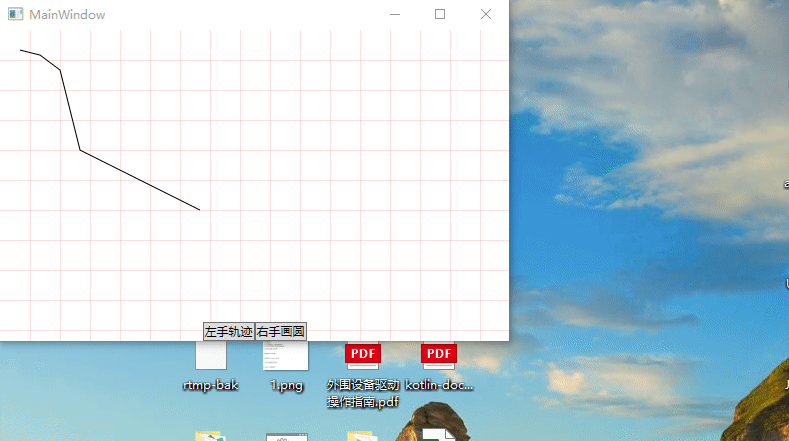 MainWindow
左手轨迹
右手画圆
PDF
PDF
rtmp-bak
1.png
外围设备驱动
操作指南.pdf
kotlin-doc...